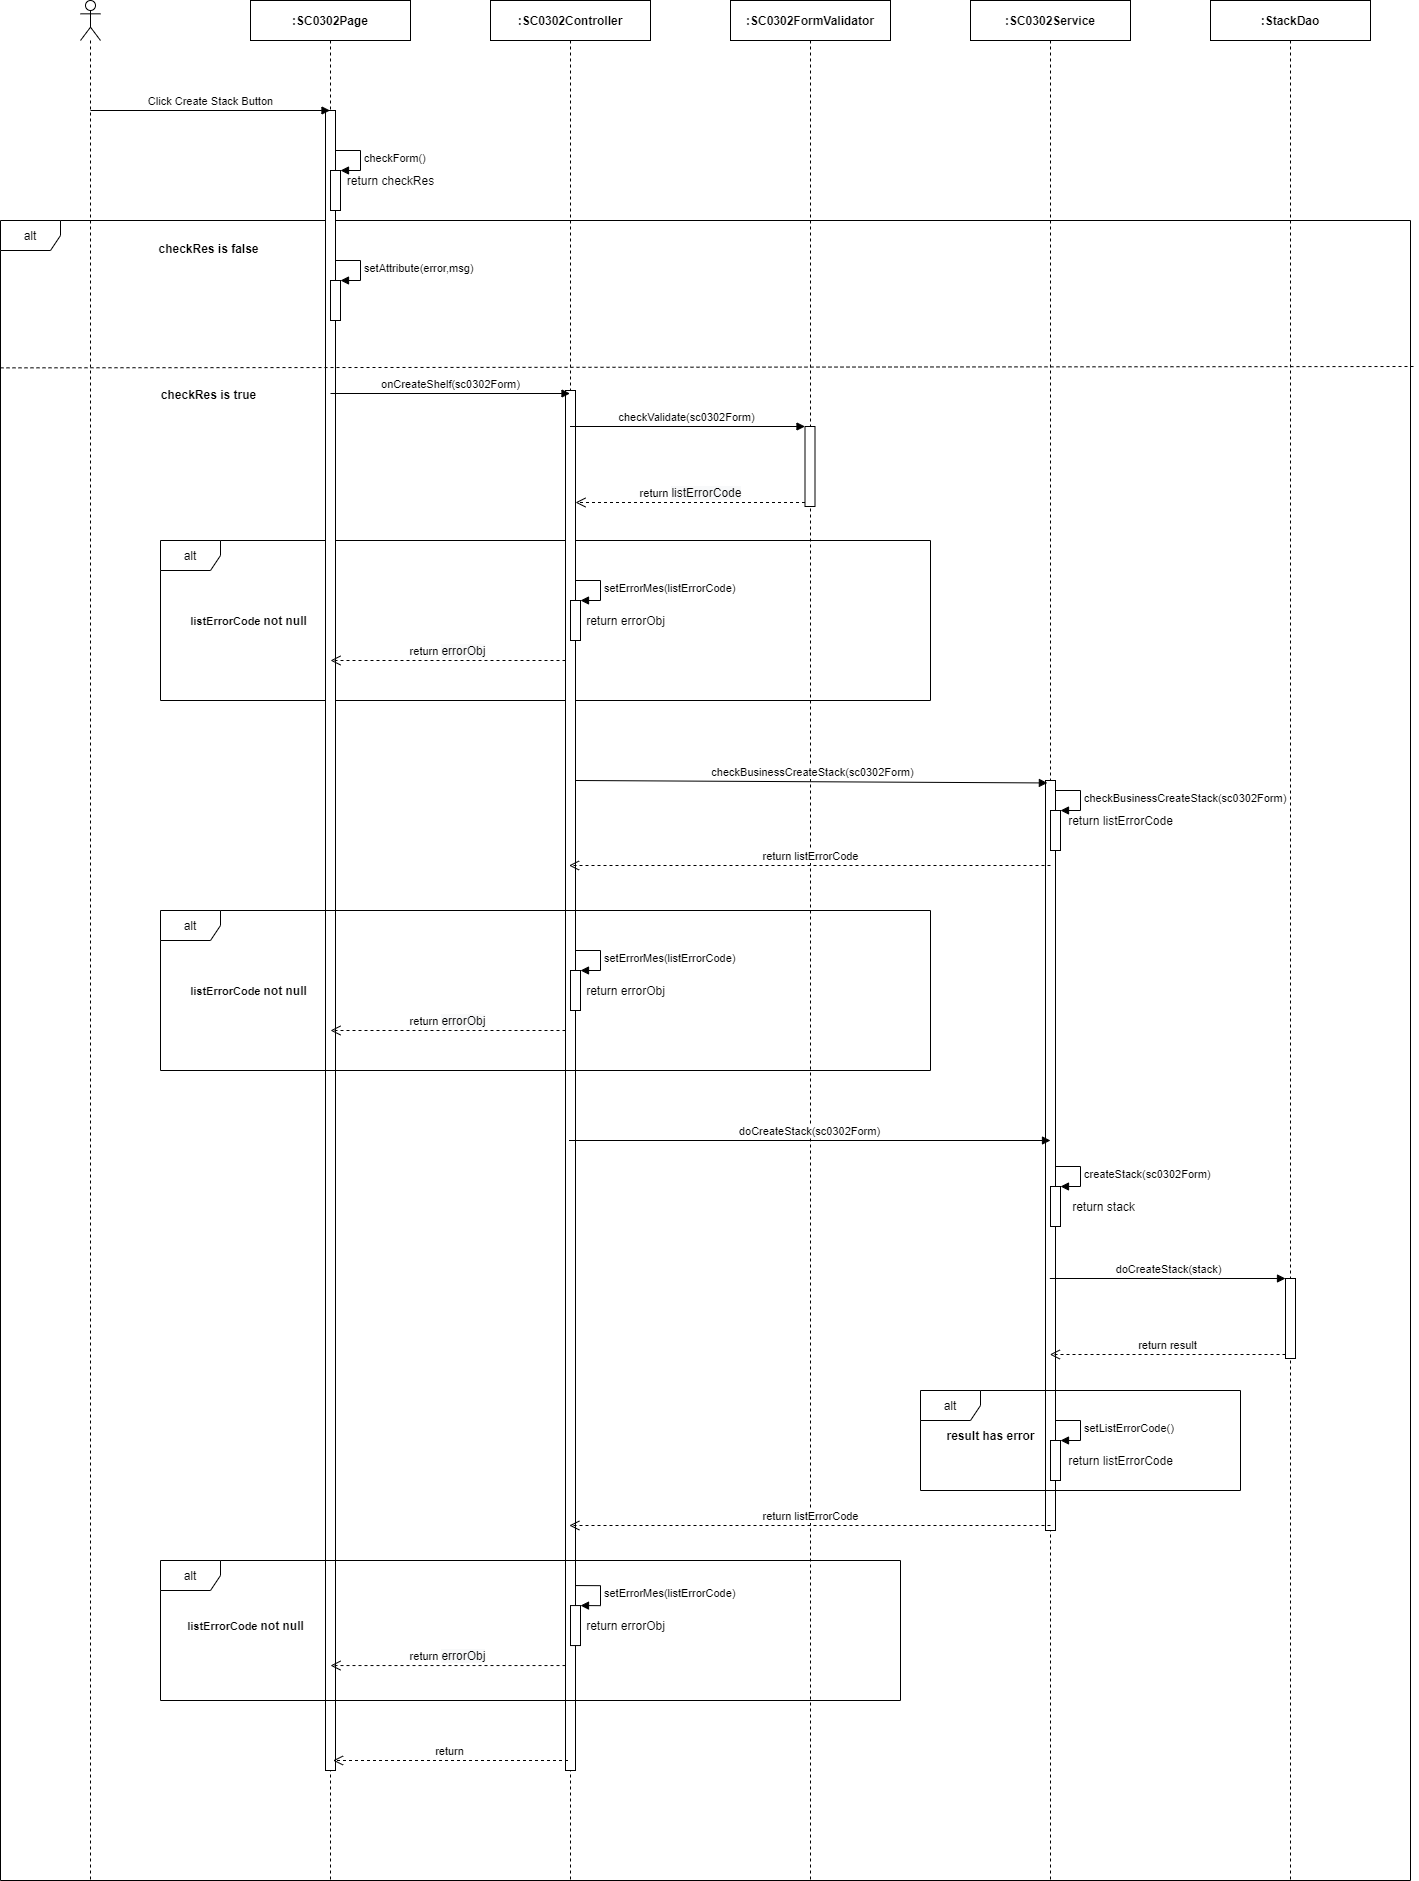 :SC0302Page
:SC0302Controller
:SC0302FormValidator
:SC0302Service
:StackDao
Click Create Stack Button
checkForm()
return checkRes
alt
checkRes is false
setAttribute(error,msg)
checkRes is true
onCreateShelf(sc0302Form)
checkValidate(sc0302Form)
return listErrorCode
alt
setErrorMes(listErrorCode)
listErrorCode not null
return errorObj
return errorObj
checkBusinessCreateStack(sc0302Form)
checkBusinessCreateStack(sc0302Form)
return listErrorCode
return listErrorCode
alt
setErrorMes(listErrorCode)
listErrorCode not null
return errorObj
return errorObj
doCreateStack(sc0302Form)
createStack(sc0302Form)
return stack
doCreateStack(stack)
return result
alt
setListErrorCode()
result has error
return listErrorCode
return listErrorCode
alt
setErrorMes(listErrorCode)
listErrorCode not null
return errorObj
return errorObj
return